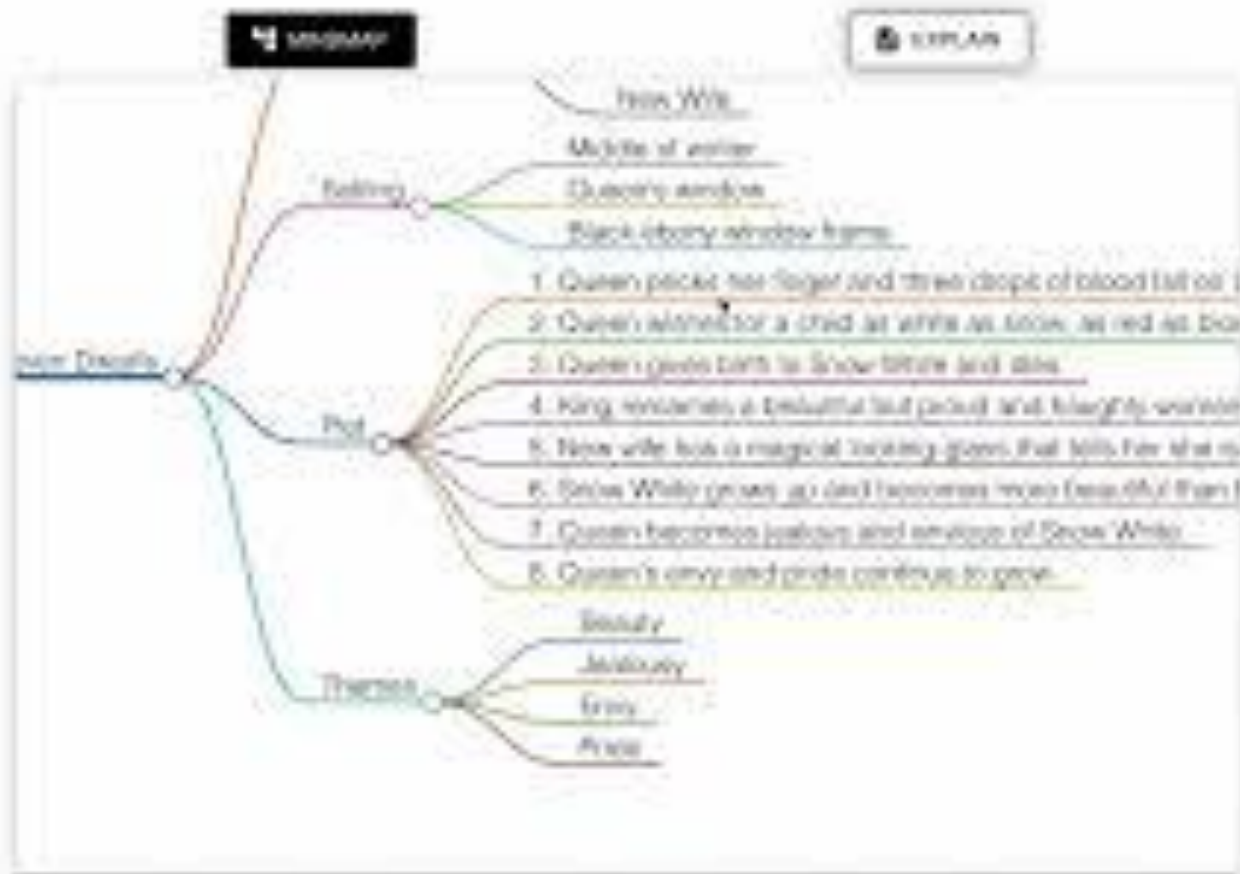 MINDMAP
EXPLAIN
New Wife
Middle of winter
Setting
Queen's window
Black ebony window frame
1. Queen pricks her finger and three drops of blood fall on
2. Queen wishes for a child as white as snow, as red as
3. Queen gives birth to Snow White and dies
4. King remarries a beautiful but proud and haughty
5. New wife has a magical looking glass that tells her she is
Plot
6. Snow White grows up and becomes more beautiful than
7. Queen becomes jealous and envious of Snow White
8. Queen's envy and pride continue to grow
Beauty
Jealousy
Themes
Envy
Pride